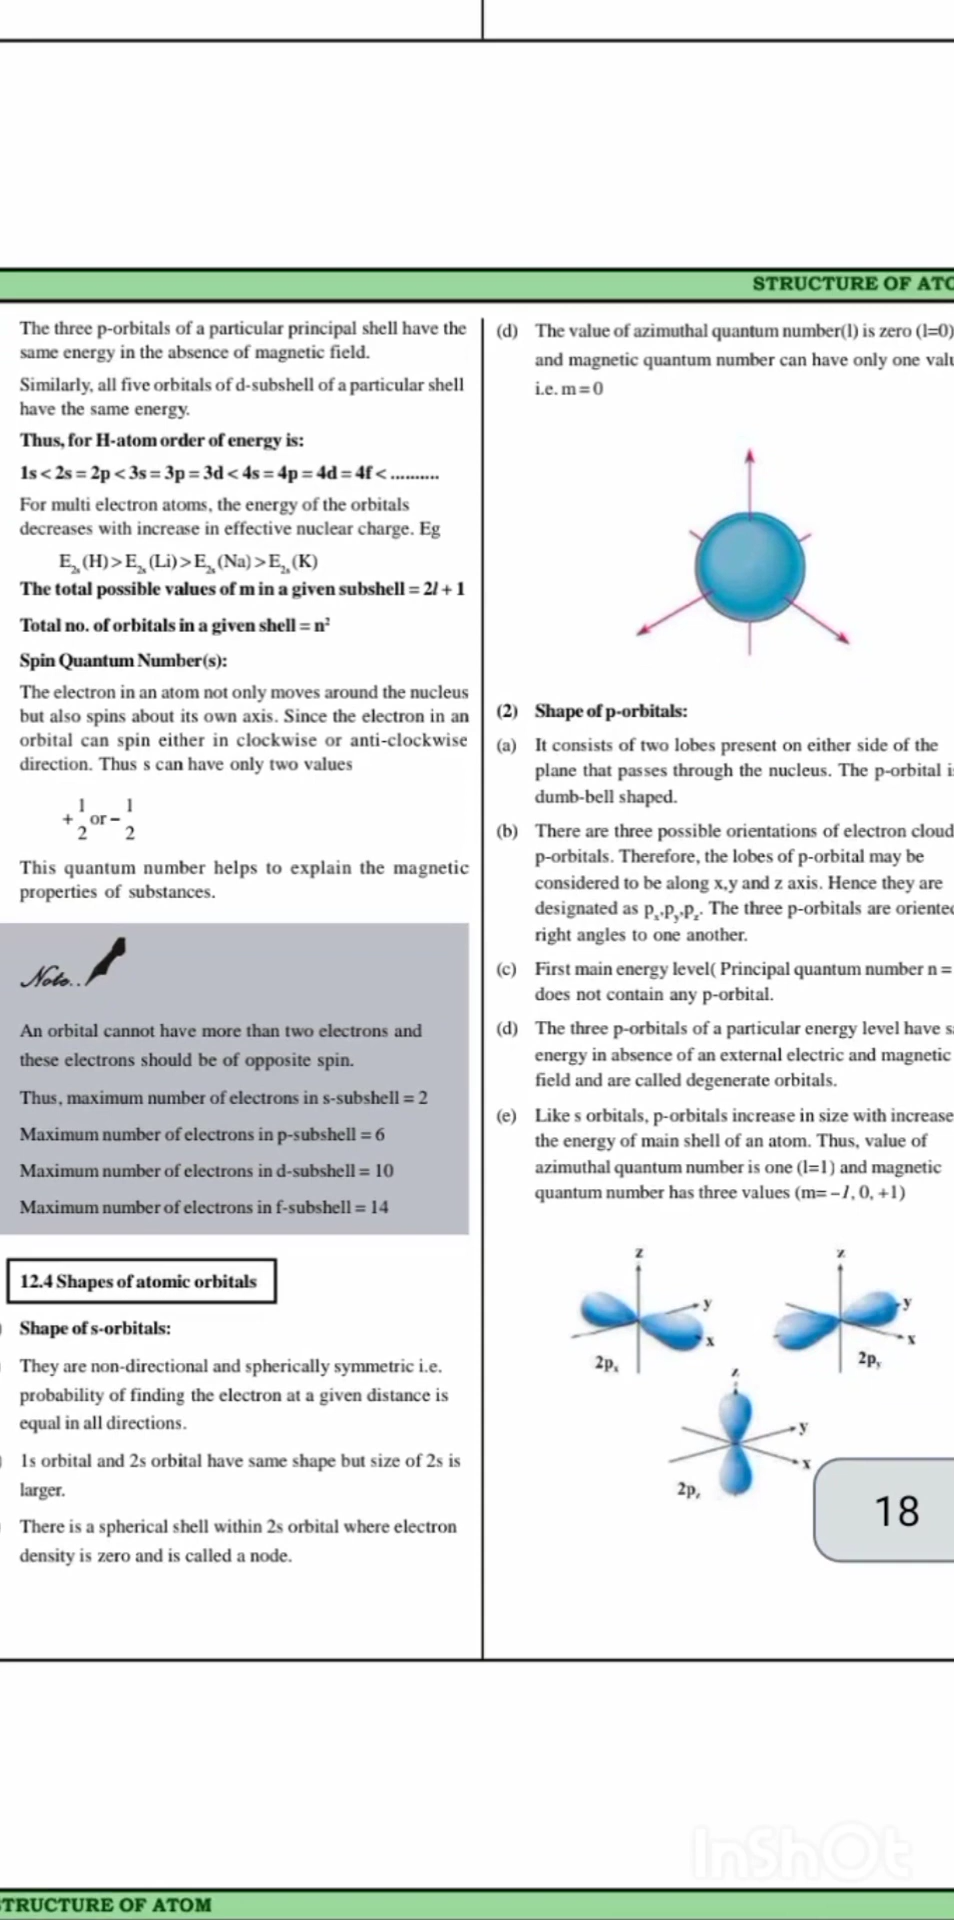 STRUCTURE OF ATO
The three p-orbitals of a particular principal shell have the
same energy in the absence of magnetic field.
Similarly, all five orbitals of d-subshell of a particular shell
have the same energy.
Thus, for H-atom order of energy is:
1s < 2s = 2p < 3s = 3p = 3d < 4s = 4p = 4d = 4f < ..........
For multi electron atoms, the energy of the orbitals
decreases with increase in effective nuclear charge. Eg
E₂ₛ (H) > E₂ₛ (Li) > E₂ₛ (Na) > E₂ₛ (K)
The total possible values of m in a given subshell = 2l + 1
Total no. of orbitals in a given shell = n²
Spin Quantum Number(s):
The electron in an atom not only moves around the nucleus
but also spins about its own axis. Since the electron in an
orbital can spin either in clockwise or anti-clockwise
direction. Thus s can have only two values
+ 1/2 or – 1/2
This quantum number helps to explain the magnetic
properties of substances.
Note..
An orbital cannot have more than two electrons and
these electrons should be of opposite spin.
Thus, maximum number of electrons in s-subshell = 2
Maximum number of electrons in p-subshell = 6
Maximum number of electrons in d-subshell = 10
Maximum number of electrons in f-subshell = 14
12.4 Shapes of atomic orbitals
Shape of s-orbitals:
They are non-directional and spherically symmetric i.e.
probability of finding the electron at a given distance is
equal in all directions.
1s orbital and 2s orbital have same shape but size of 2s is
larger.
There is a spherical shell within 2s orbital where electron
density is zero and is called a node.
(d) The value of azimuthal quantum number(l) is zero (l=0)
and magnetic quantum number can have only one valu
i.e. m = 0
(2) Shape of p-orbitals:
(a) It consists of two lobes present on either side of the
plane that passes through the nucleus. The p-orbital i
dumb-bell shaped.
(b) There are three possible orientations of electron cloud
p-orbitals. Therefore, the lobes of p-orbital may be
considered to be along x,y and z axis. Hence they are
designated as pₓ,pᵧ,p_z. The three p-orbitals are oriente
right angles to one another.
(c) First main energy level( Principal quantum number n =
does not contain any p-orbital.
(d) The three p-orbitals of a particular energy level have s
energy in absence of an external electric and magnetic
field and are called degenerate orbitals.
(e) Like s orbitals, p-orbitals increase in size with increase
the energy of main shell of an atom. Thus, value of
azimuthal quantum number is one (l=1) and magnetic
quantum number has three values (m= –1, 0, +1)
z z
y y
x x
2pₓ 2pᵧ
z
y
x
2p_z
18
InShOt
STRUCTURE OF ATOM